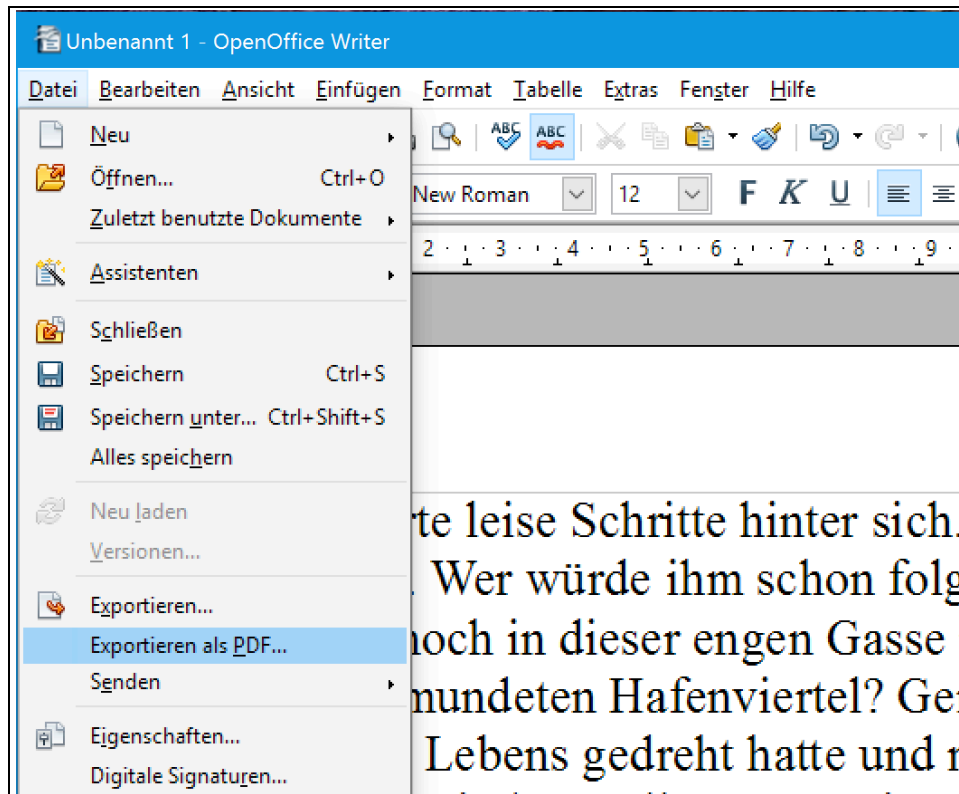 Unbenannt 1 - OpenOffice Writer
Datei Bearbeiten Ansicht Einfügen Format Tabelle Extras Fenster Hilfe
Neu
ABC ABC
Öffnen... Ctrl+O
New Roman 12 F K U
Zuletzt benutzte Dokumente
2 3 4 5 6 7 8 9
Assistenten
Schließen
Speichern Ctrl+S
Speichern unter... Ctrl+Shift+S
Alles speichern
Neu laden
Versionen...
Exportieren...
Exportieren als PDF...
Senden
Eigenschaften...
Digitale Signaturen...
rte leise Schritte hinter sich.
. Wer würde ihm schon folg
noch in dieser engen Gasse
mundeten Hafenviertel? Ge
Lebens gedreht hatte und